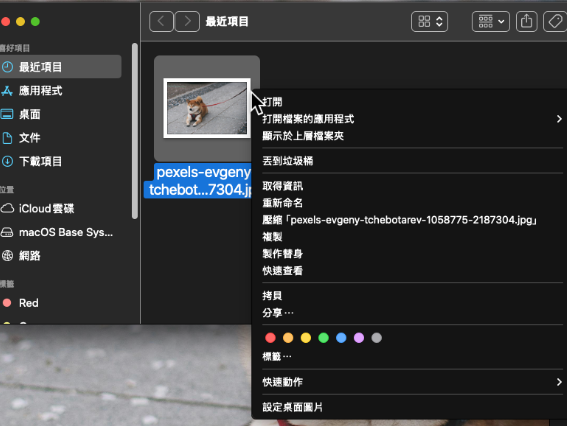 最近項目
喜好項目
最近項目
應用程式
桌面
文件
下載項目
位置
iCloud雲碟
macOS Base Sys...
網路
標籤
Red
pexels-evgeny-
tchebot...7304.jp
打開
打開檔案的應用程式
顯示於上層檔案夾
丟到垃圾桶
取得資訊
重新命名
壓縮「pexels-evgeny-tchebotarev-1058775-2187304.jpg」
複製
製作替身
快速查看
拷貝
分享⋯
標籤⋯
快速動作
設定桌面圖片